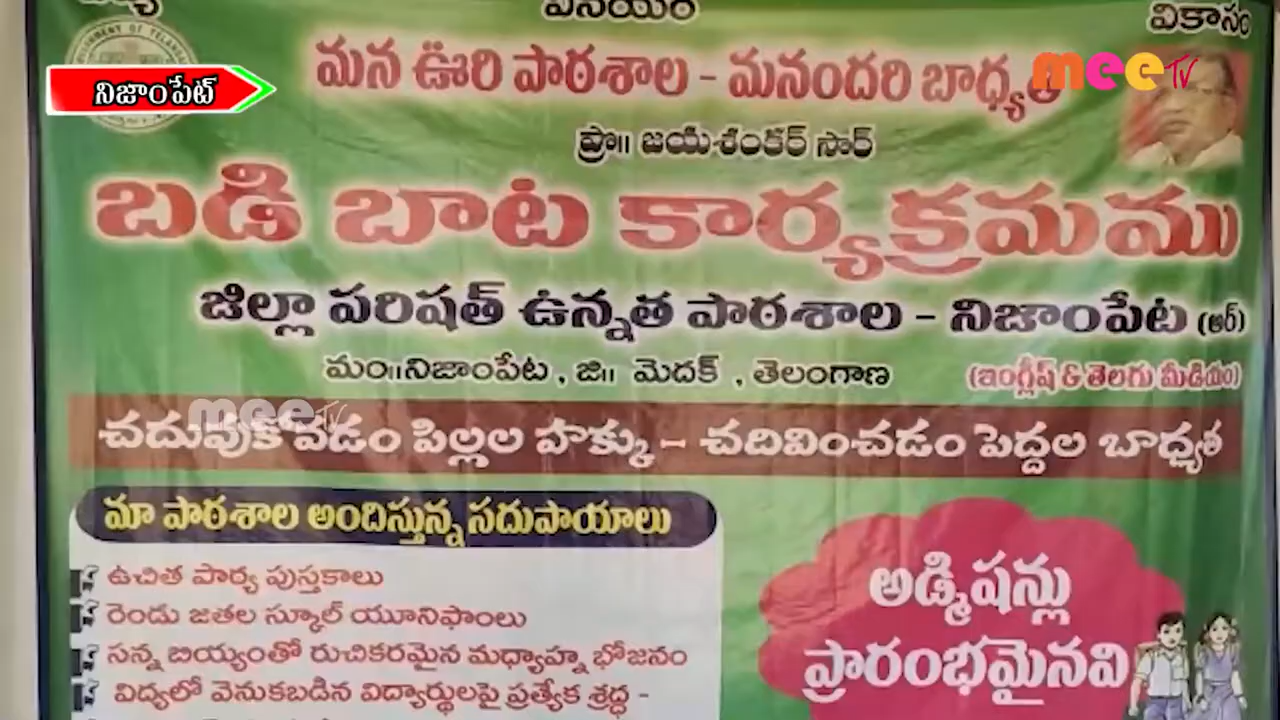 వినయం
వికాసం
మన ఊరి పాఠశాల - మనందరి బాధ్యత
meeTV
నిజాంపేట్
ప్రొ॥ జయశంకర్ సార్
బడి బాట కార్యక్రమము
జిల్లా పరిషత్ ఉన్నత పాఠశాల - నిజాంపేట (ఆర్)
మం॥నిజాంపేట, జి॥ మెదక్, తెలంగాణ
(ఇంగ్లీష్ & తెలుగు మీడియం)
meeTV
చదువుకోవడం పిల్లల హక్కు - చదివించడం పెద్దల బాధ్యత
మా పాఠశాల అందిస్తున్న సదుపాయాలు
ఉచిత పార్య పుస్తకాలు
రెండు జతల స్కూల్ యూనిఫాంలు
సన్న బియ్యంతో రుచికరమైన మధ్యాహ్న భోజనం
విద్యలో వెనుకబడిన విద్యార్థులపై ప్రత్యేక శ్రద్ధ -
అడ్మిషన్లు
ప్రారంభమైనవి